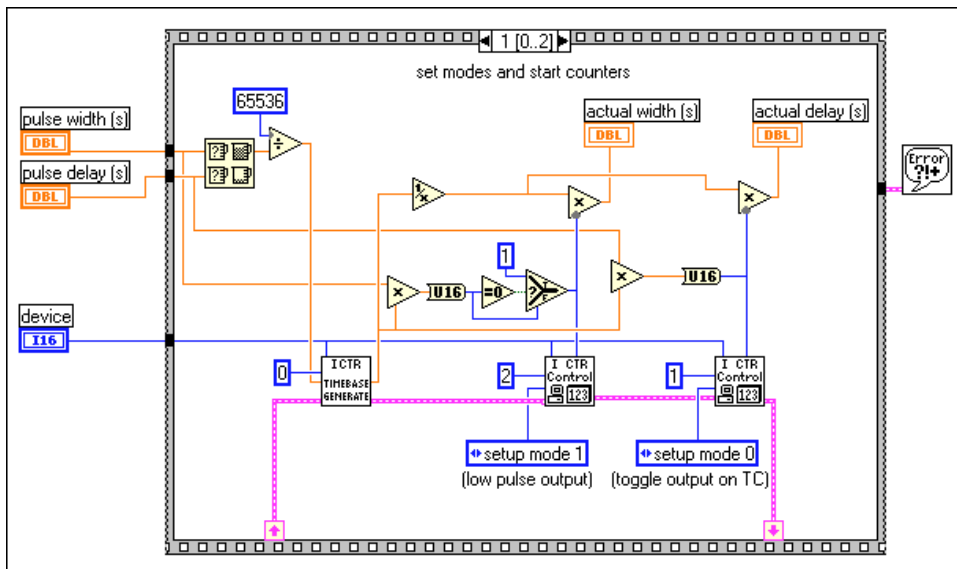 1 [0..2]
set modes and start counters
65536
actual width (s)
actual delay (s)
pulse width (s)
DBL
DBL
DBL
pulse delay (s)
DBL
?
?
÷
Error
?!+
1/x
x
x
1
x
U16
=0
?
T
F
x
U16
device
I16
0
I CTR
TIMEBASE
GENERATE
2
I CTR
Control
123
1
I CTR
Control
123
setup mode 1
setup mode 0
(low pulse output)
(toggle output on TC)